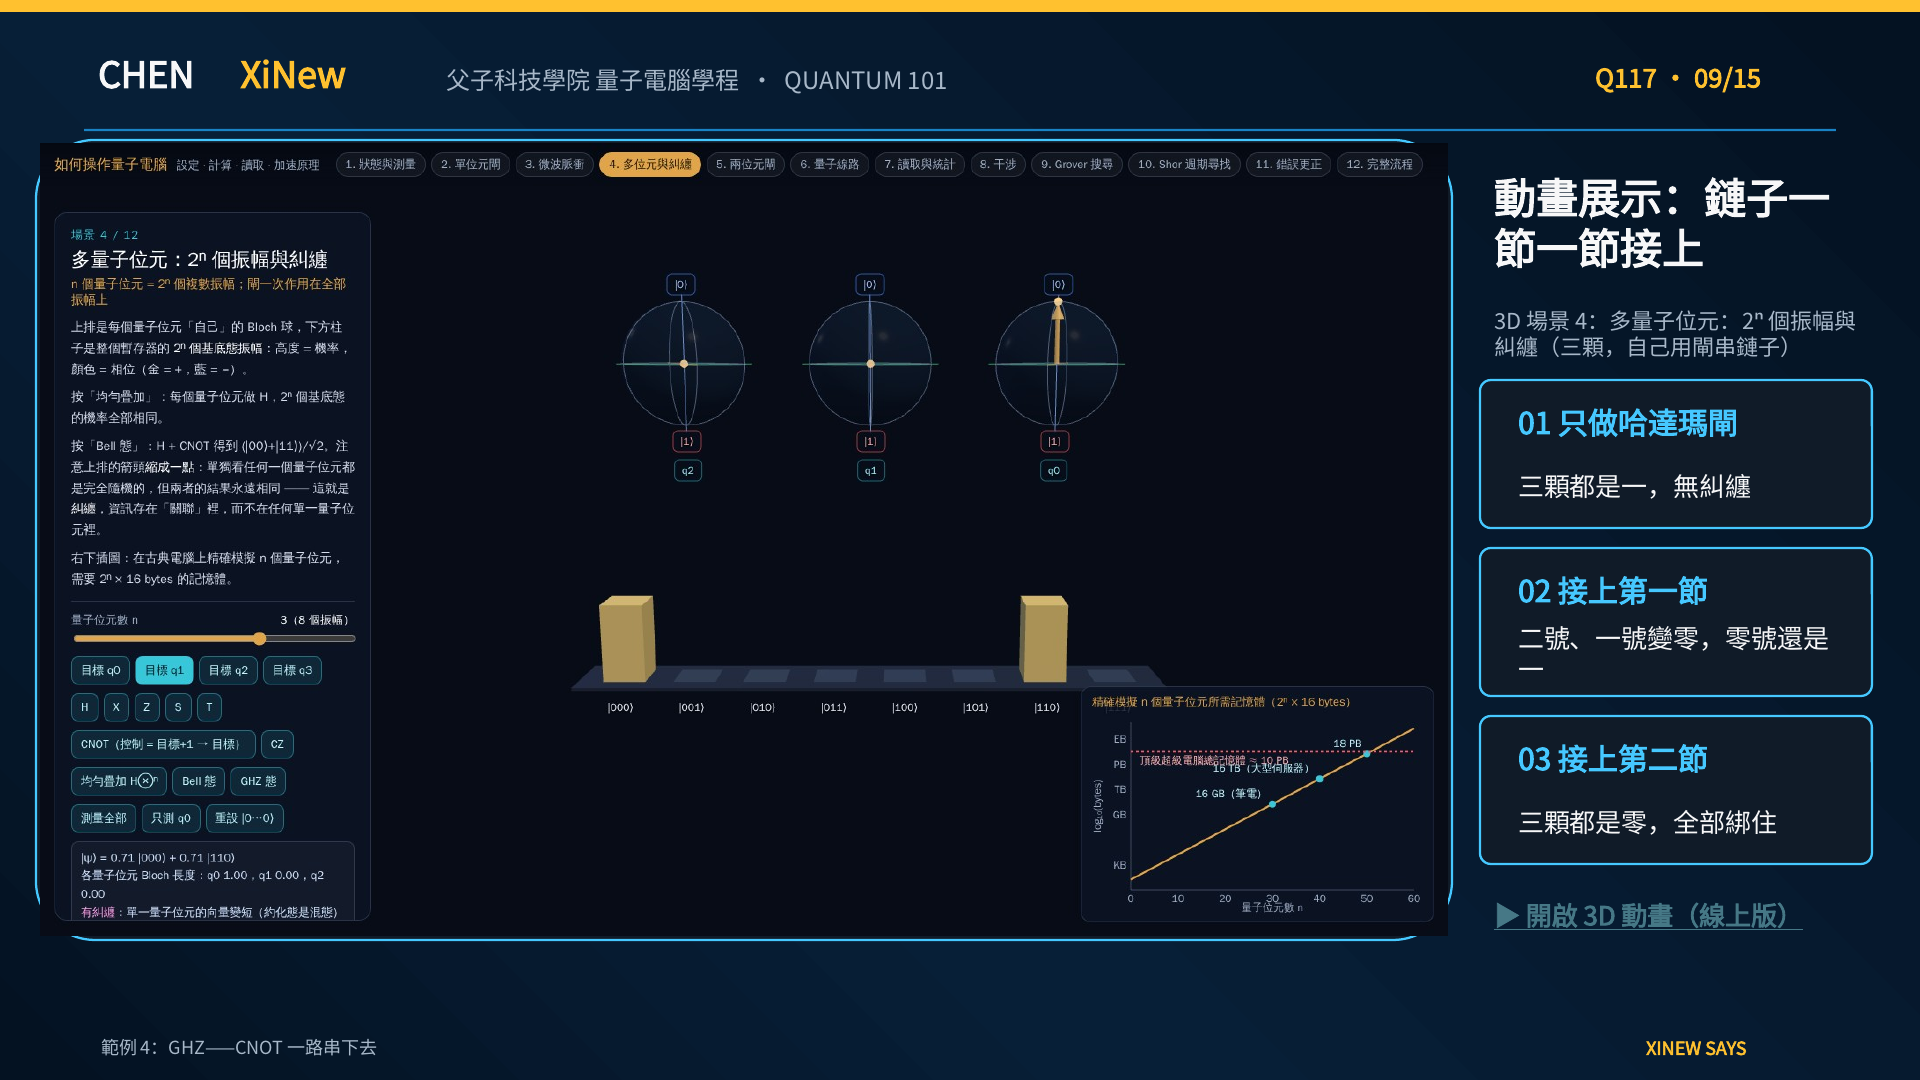 CHEN XiNew
父子科技學院 量子電腦學程 · QUANTUM 101
Q117 · 09/15
如何操作量子電腦 設定 · 計算 · 讀取 · 加速原理
1. 狀態與測量
2. 單位元閘
3. 微波脈衝
4. 多位元與糾纏
5. 兩位元閘
6. 量子線路
7. 讀取與統計
8. 干涉
9. Grover 搜尋
10. Shor 週期尋找
11. 錯誤更正
12. 完整流程
場景 4 / 12
多量子位元：2ⁿ 個振幅與糾纏
n 個量子位元 = 2ⁿ 個複數振幅；閘一次作用在全部
振幅上
上排是每個量子位元「自己」的 Bloch 球，下方柱
子是整個暫存器的 2ⁿ 個基底態振幅：高度 = 機率，
顏色 = 相位（金 = +，藍 = −）。
按「均勻疊加」：每個量子位元做 H，2ⁿ 個基底態
的機率全部相同。
按「Bell 態」：H + CNOT 得到 (|00⟩+|11⟩)/√2。注
意上排的箭頭縮成一點：單獨看任何一個量子位元都
是完全隨機的，但兩者的結果永遠相同 —— 這就是
糾纏，資訊存在「關聯」裡，而不在任何單一量子位
元裡。
右下插圖：在古典電腦上精確模擬 n 個量子位元，
需要 2ⁿ × 16 bytes 的記憶體。
量子位元數 n 3（8 個振幅）
目標 q0 目標 q1 目標 q2 目標 q3
H X Z S T
CNOT（控制 = 目標+1 → 目標） CZ
均勻疊加 H⊗ⁿ Bell 態 GHZ 態
測量全部 只測 q0 重設 |0⋯0⟩
|ψ⟩ = 0.71 |000⟩ + 0.71 |110⟩
各量子位元 Bloch 長度：q0 1.00，q1 0.00，q2
0.00
有糾纏：單一量子位元的向量變短（約化態是混態）
|0⟩ |0⟩ |0⟩
|1⟩ |1⟩ |1⟩
q2 q1 q0
|000⟩ |001⟩ |010⟩ |011⟩ |100⟩ |101⟩ |110⟩
精確模擬 n 個量子位元所需記憶體（2ⁿ × 16 bytes）
18 PB
頂級超級電腦總記憶體 ≈ 10 PB
16 TB（大型伺服器）
16 GB（筆電）
EB
PB
TB
GB
KB
log₁₀(bytes)
0 10 20 30 40 50 60
量子位元數 n
動畫展示：鏈子一
節一節接上
3D 場景 4：多量子位元：2ⁿ 個振幅與
糾纏（三顆，自己用閘串鏈子）
01 只做哈達瑪閘
三顆都是一，無糾纏
02 接上第一節
二號、一號變零，零號還是
一
03 接上第二節
三顆都是零，全部綁住
▶ 開啟 3D 動畫（線上版）
範例 4：GHZ——CNOT 一路串下去
XINEW SAYS